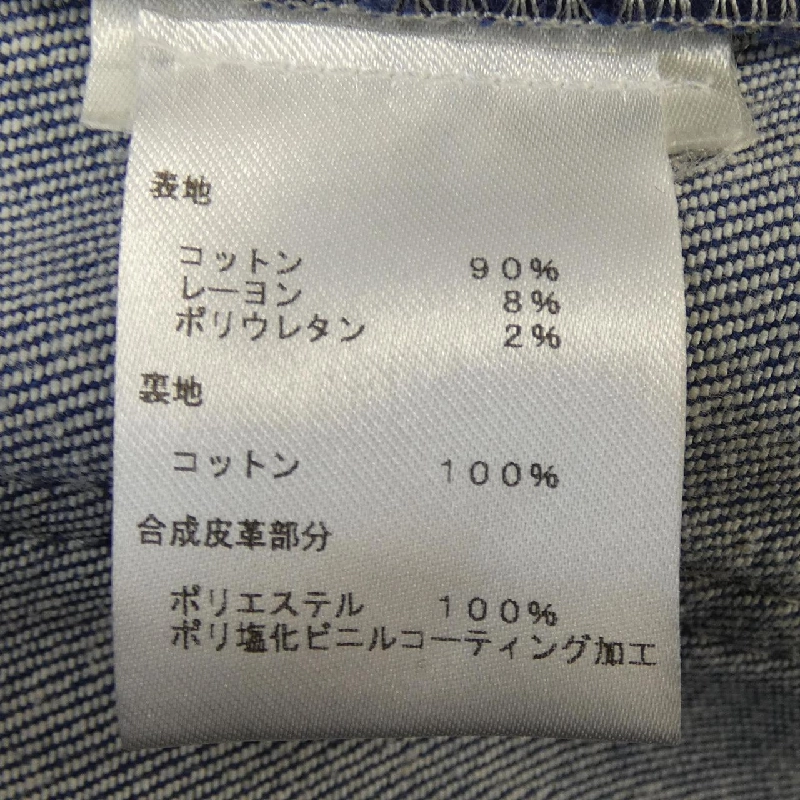 表地
コットン 90%
レーヨン 8%
ポリウレタン 2%
裏地
コットン 100%
合成皮革部分
ポリエステル 100%
ポリ塩化ビニルコーティング加工